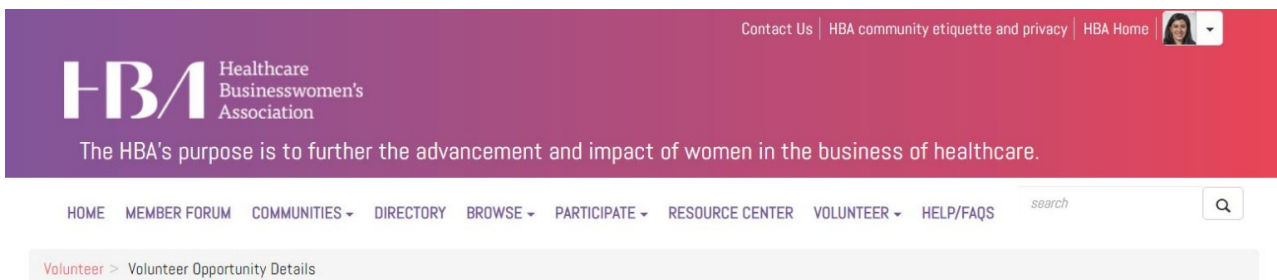 Contact Us | HBA community etiquette and privacy | HBA Home |
HBA Healthcare
Businesswomen's
Association
The HBA's purpose is to further the advancement and impact of women in the business of healthcare.
HOME MEMBER FORUM COMMUNITIES DIRECTORY BROWSE PARTICIPATE RESOURCE CENTER VOLUNTEER HELP/FAQS search
Volunteer > Volunteer Opportunity Details